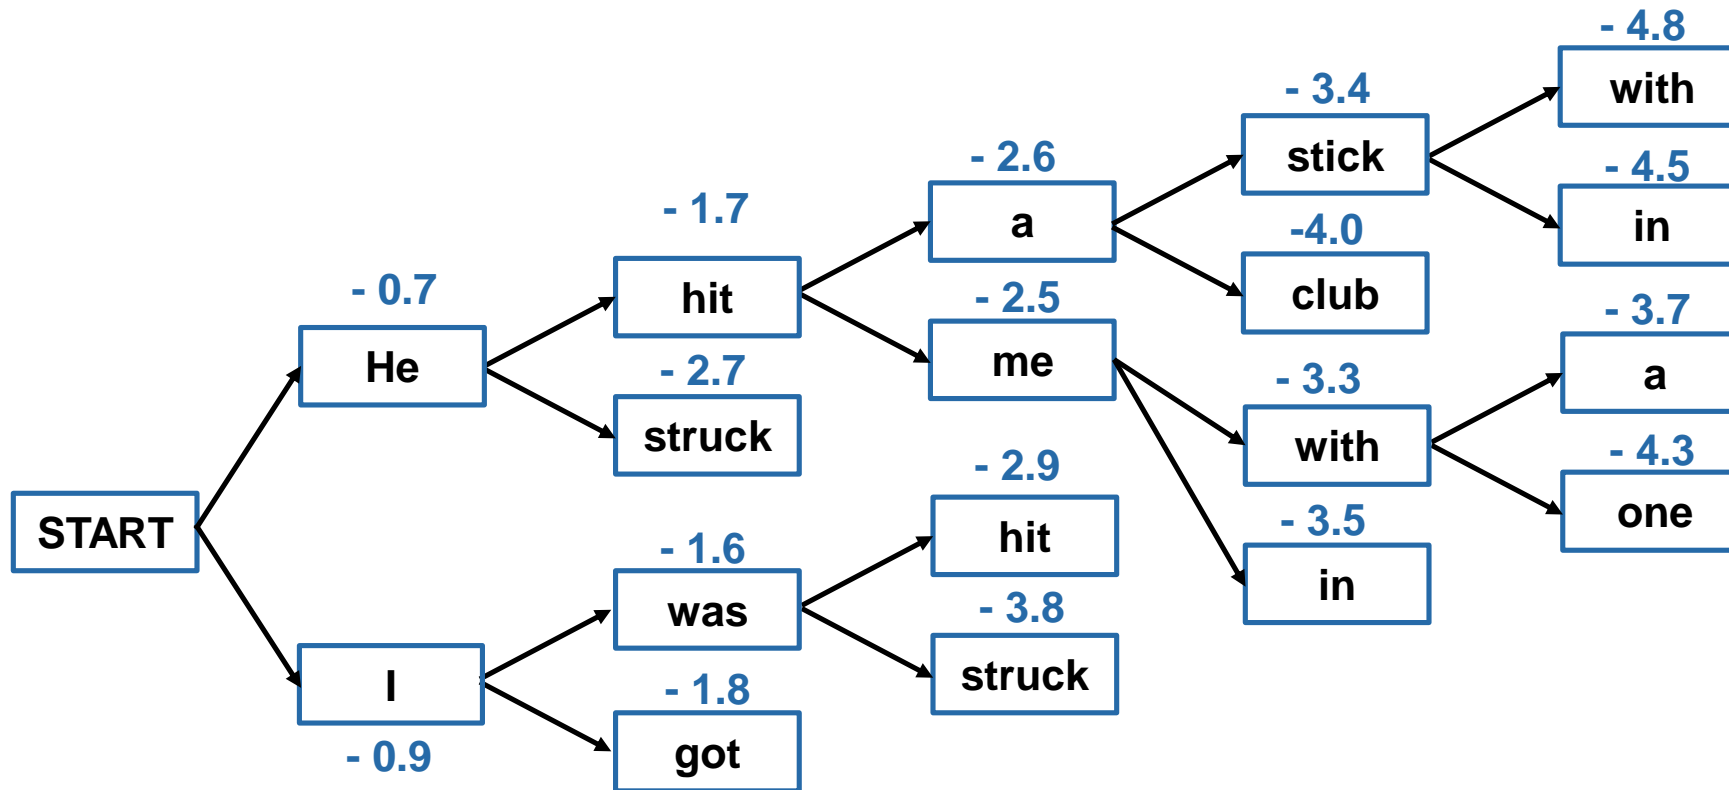 - 4.8
with
- 3.4
stick
- 4.5
in
- 2.6
a
-4.0
club
- 1.7
hit
- 2.5
me
- 3.7
a
- 0.7
He
- 2.7
struck
- 3.3
with
- 4.3
one
- 2.9
hit
- 3.5
in
START
- 1.6
was
- 3.8
struck
I
- 0.9
- 1.8
got